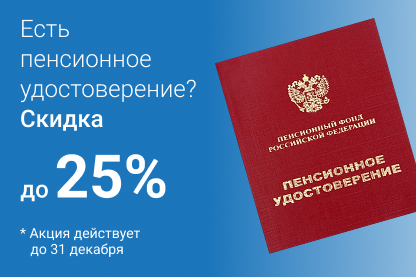 Есть
пенсионное
удостоверение?
Скидка
до 25%
* Акция действует
до 31 декабря
ПЕНСИОННЫЙ ФОНД
РОССИЙСКОЙ ФЕДЕРАЦИИ
ПЕНСИОННОЕ
УДОСТОВЕРЕНИЕ